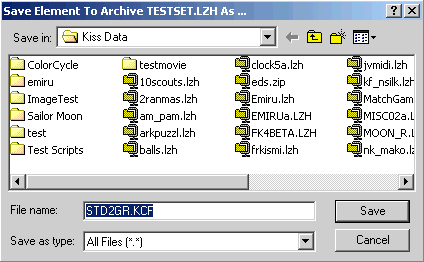 Save Element To Archive TESTSET.LZH As ...
Save in: Kiss Data
ColorCycle testmovie clock5a.lzh jvmidi.lzh
emiru 10scouts.lzh eds.zip kf_nsilk.lzh
ImageTest 2ranmas.lzh Emiru.lzh MatchGam
Sailor Moon am_pam.lzh EMIRUa.LZH MISC02a.l
test arkpuzzl.lzh FK4BETA.LZH MOON_R.L
Test Scripts balls.lzh frkismi.lzh nk_mako.lz
File name: STD2GR.KCF Save
Save as type: All Files (*.*) Cancel